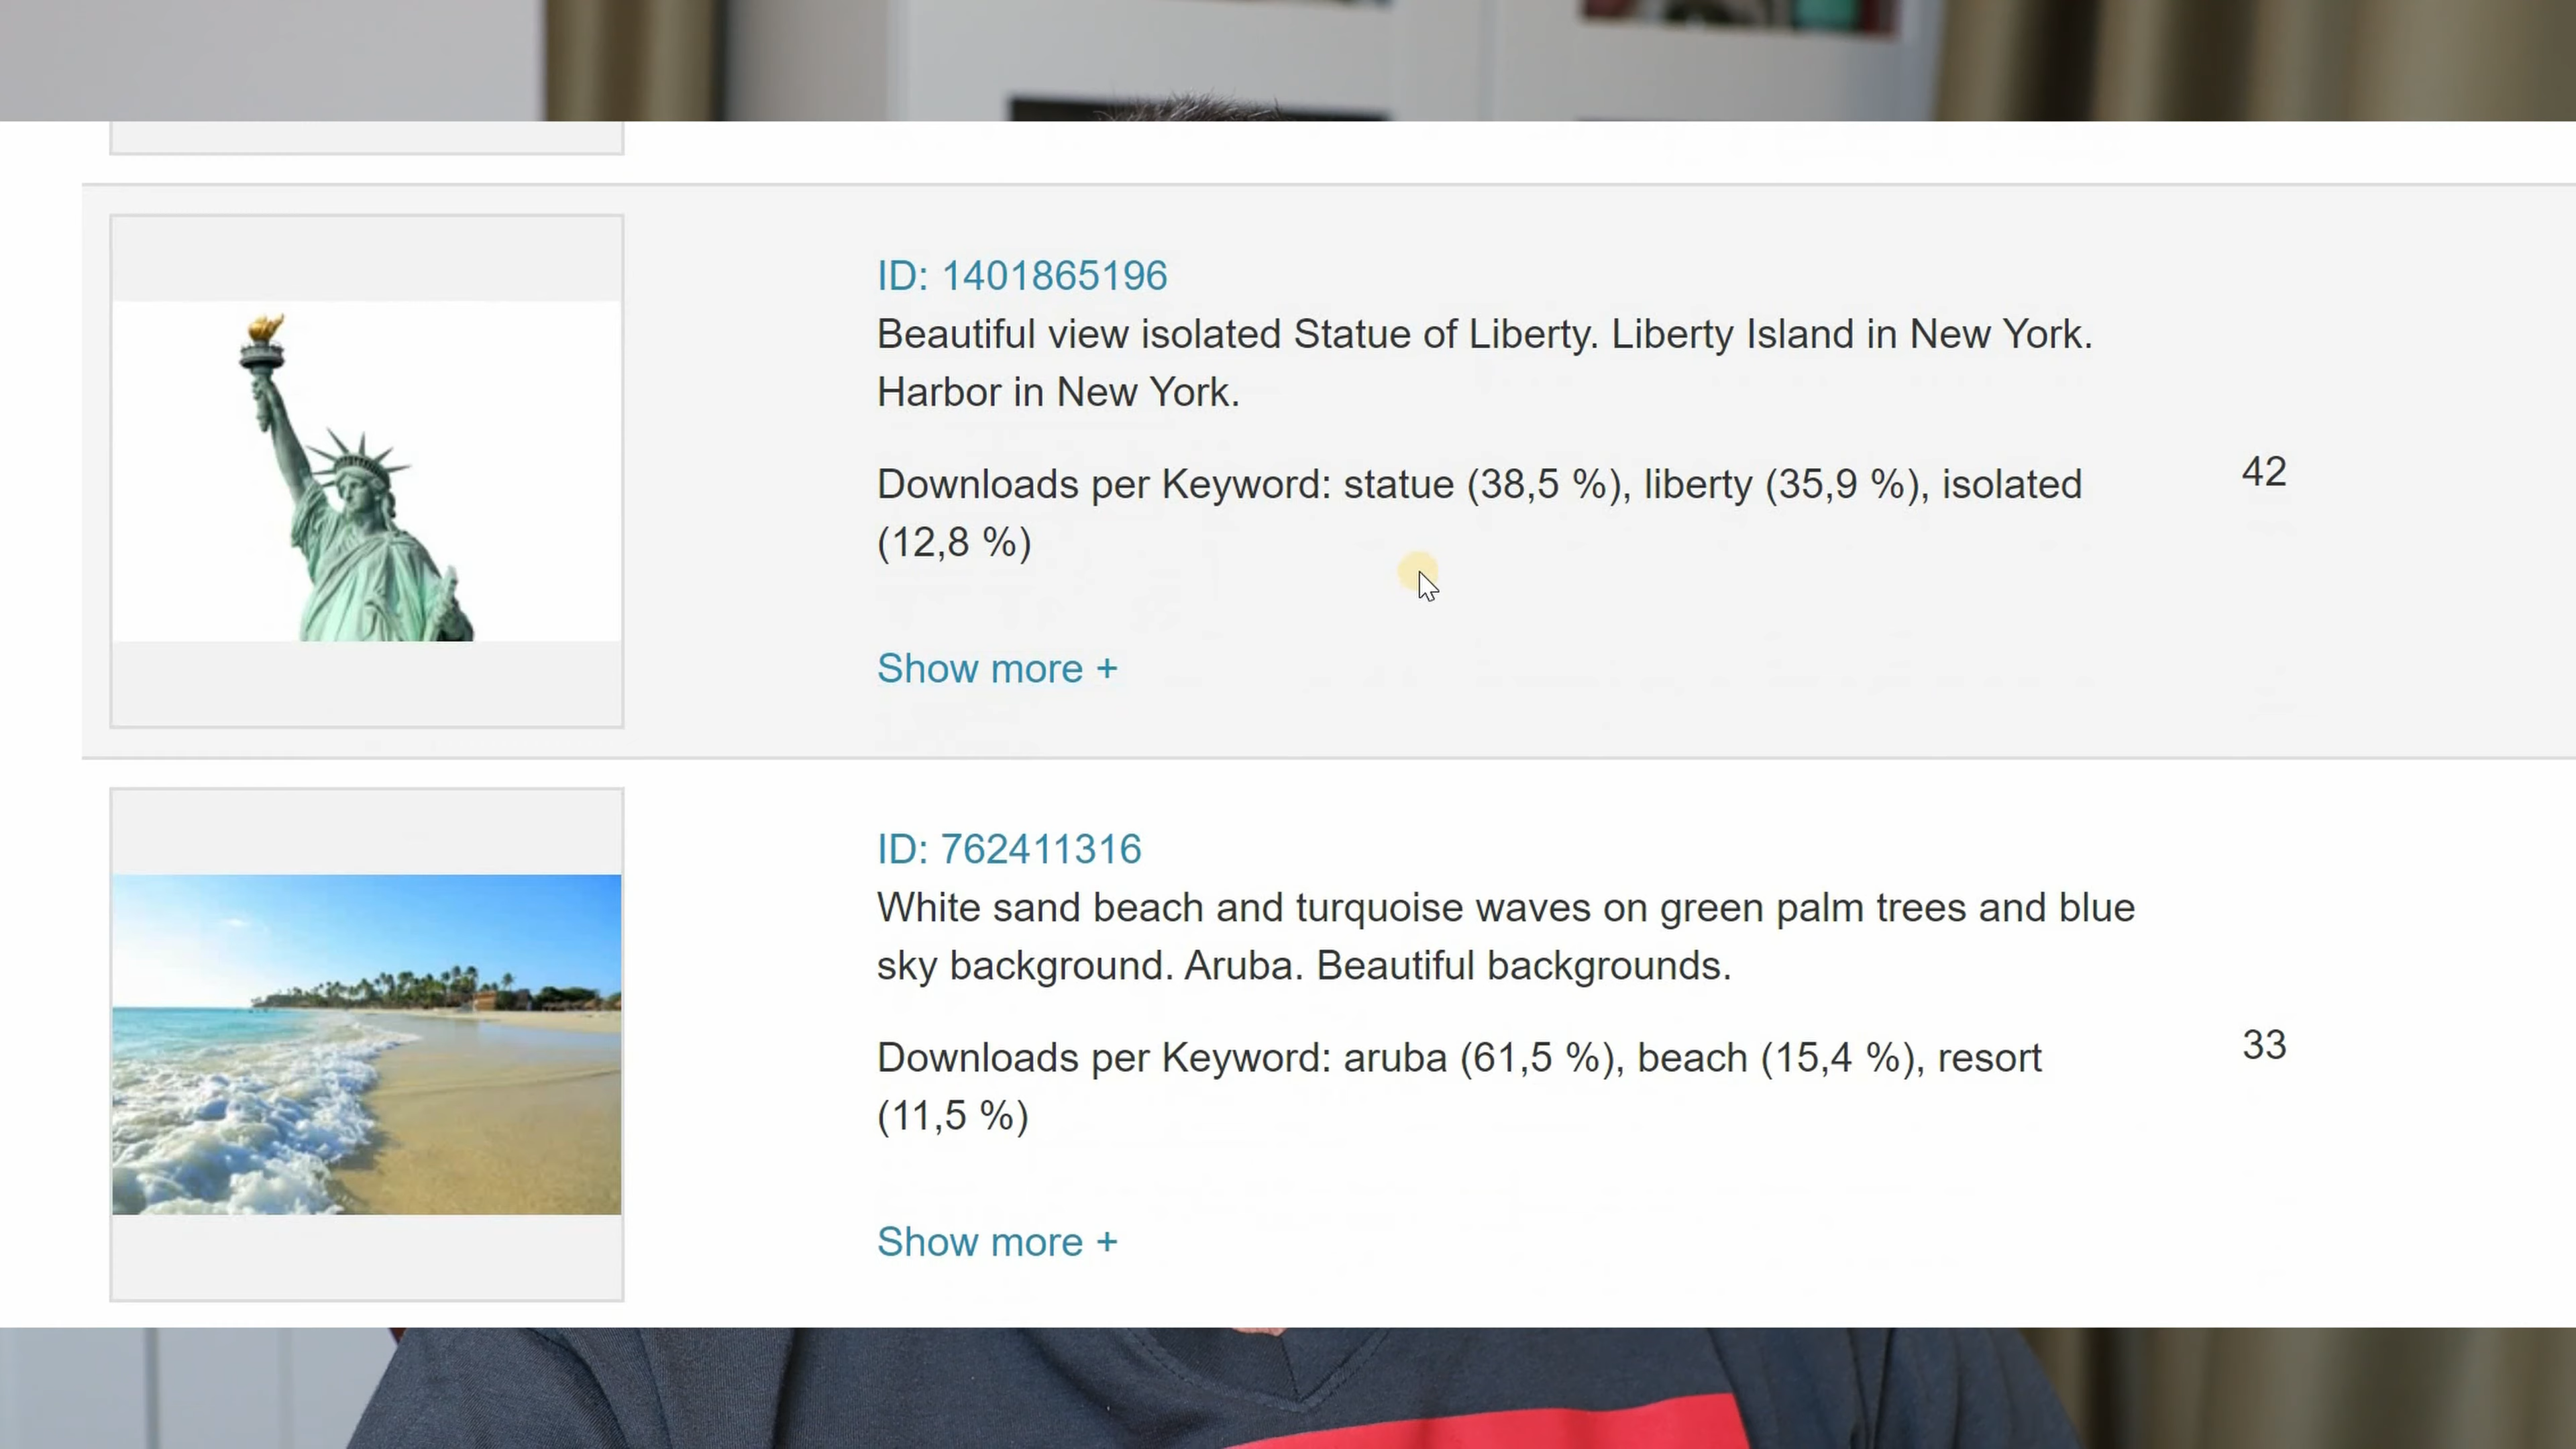 ID: 1401865196
Beautiful view isolated Statue of Liberty. Liberty Island in New York.
Harbor in New York.
Downloads per Keyword: statue (38,5 %), liberty (35,9 %), isolated
(12,8 %)
42
Show more +
ID: 762411316
White sand beach and turquoise waves on green palm trees and blue
sky background. Aruba. Beautiful backgrounds.
Downloads per Keyword: aruba (61,5 %), beach (15,4 %), resort
(11,5 %)
33
Show more +